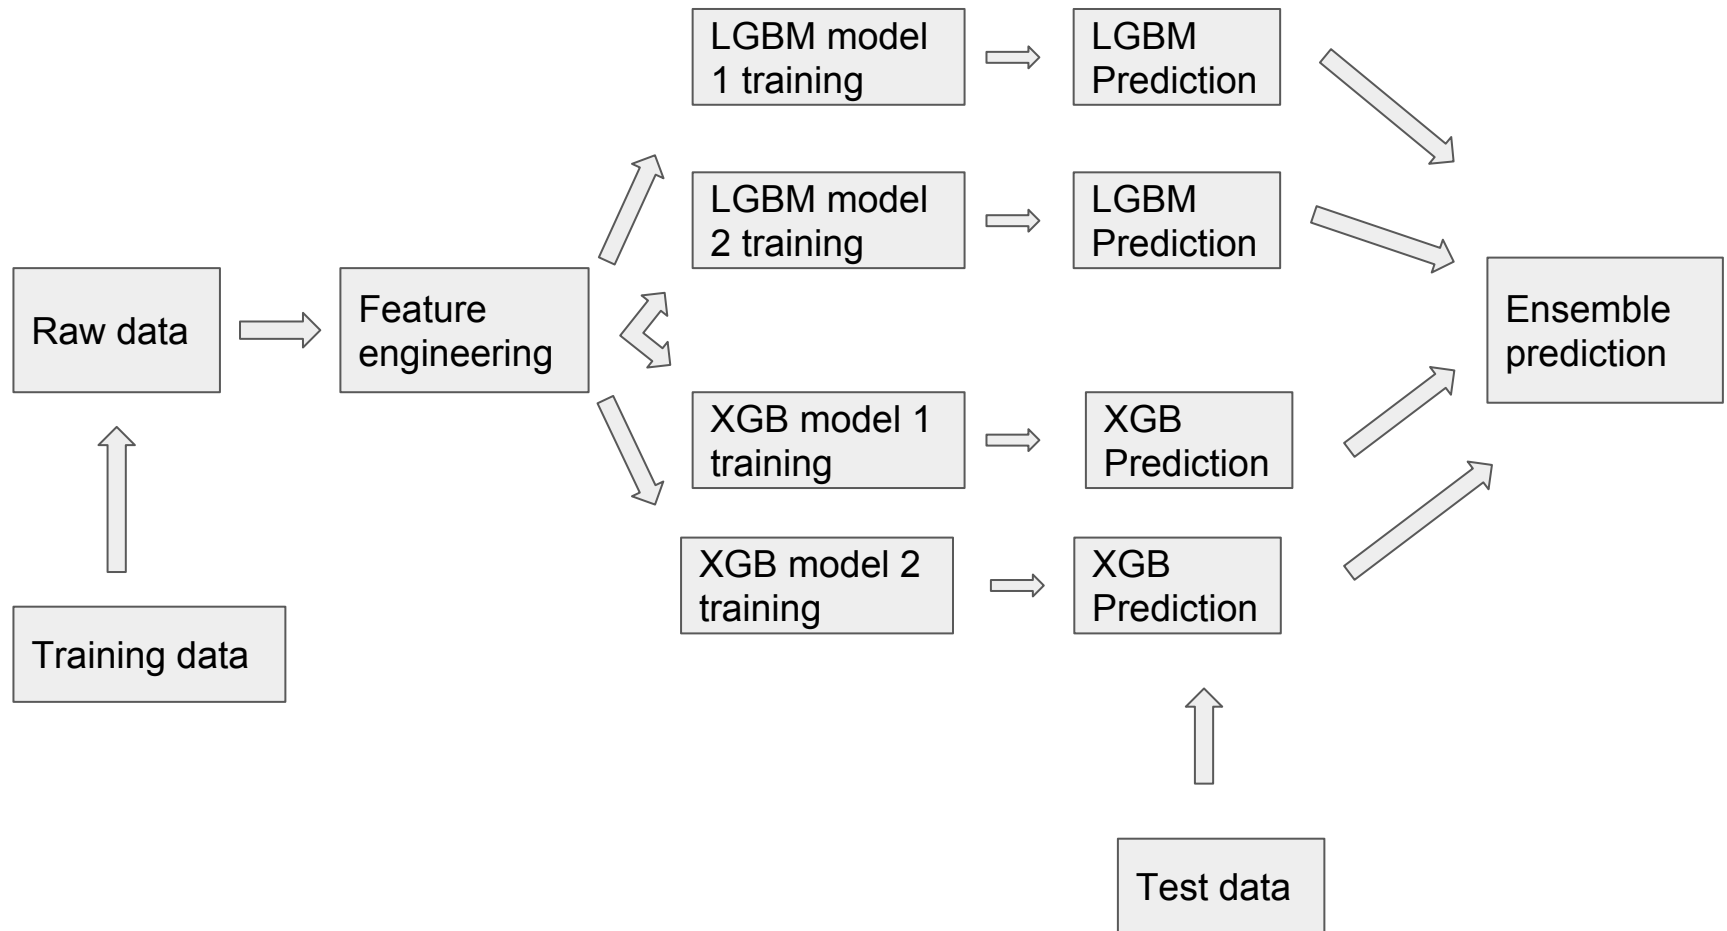 LGBM model
1 training
LGBM
Prediction
LGBM model
2 training
LGBM
Prediction
Raw data
Feature
engineering
Ensemble
prediction
XGB model 1
training
XGB
Prediction
XGB model 2
training
XGB
Prediction
Training data
Test data